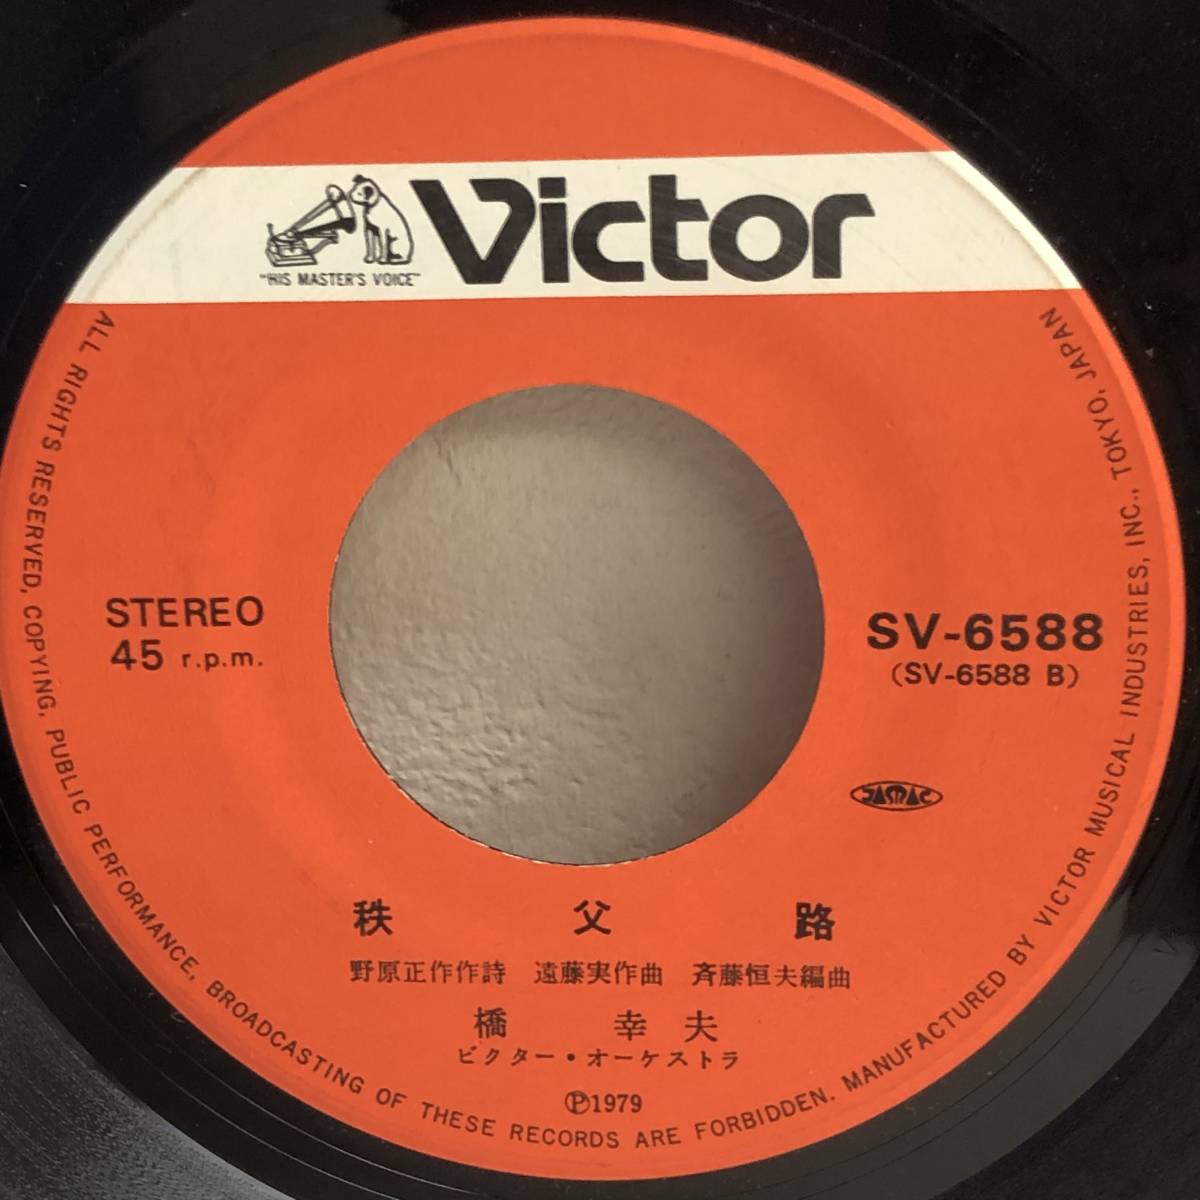 "HIS MASTER'S VOICE"
Victor
STEREO
45 r.p.m.
SV-6588
(SV-6588 B)
JASRAC
秩父路
野原正作作詩 遠藤実作曲 斉藤恒夫編曲
橋 幸夫
ビクター・オーケストラ
Ⓟ1979
ALL RIGHTS RESERVED, COPYING, PUBLIC PERFORMANCE, BROADCASTING OF THESE RECORDS ARE FORBIDDEN. MANUFACTURED BY VICTOR MUSICAL INDUSTRIES, INC., TOKYO, JAPAN